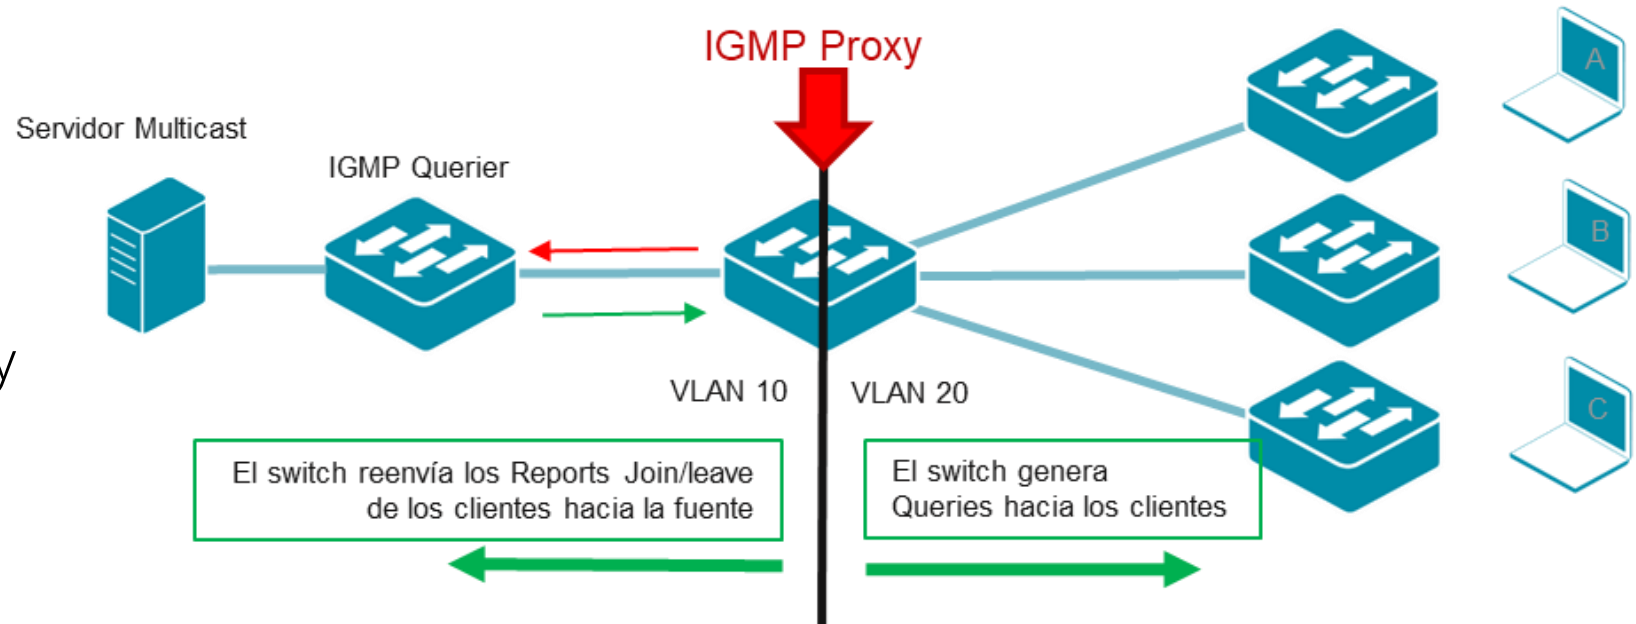 IGMP Proxy
Servidor Multicast
IGMP Querier
A
B
C
y
VLAN 10
VLAN 20
El switch reenvía los Reports Join/leave
de los clientes hacia la fuente
El switch genera
Queries hacia los clientes